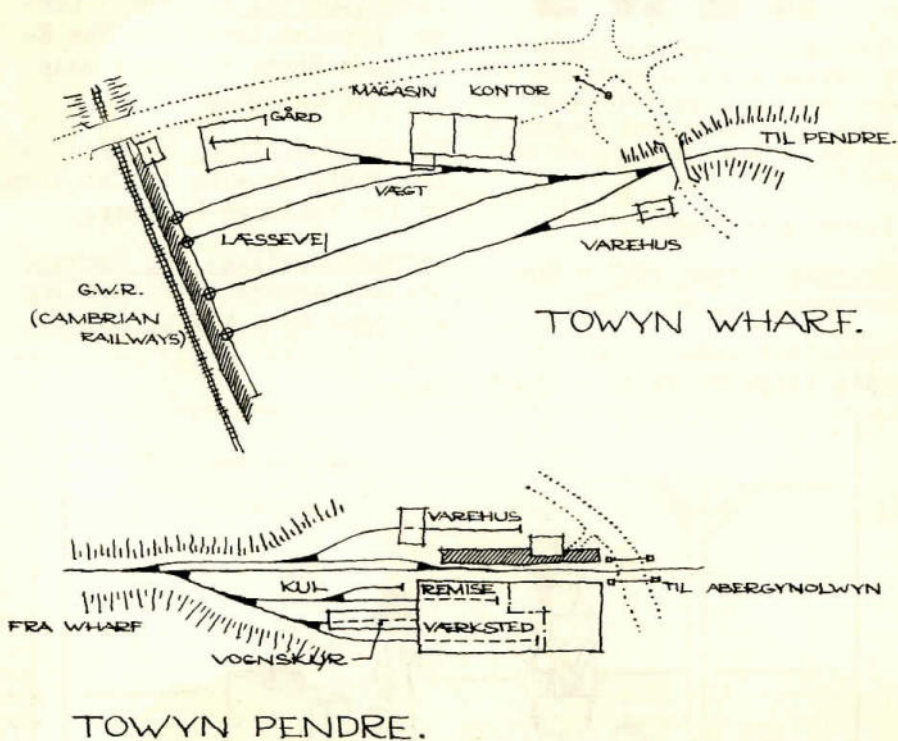 MAGASIN KONTOR
GÅRD
TIL PENDRE.
VÆGT
LÆSSEVEJ
VAREHUS
G.W.R.
(CAMBRIAN
RAILWAYS)
TOWYN WHARF.
VAREHUS
KUL
REMISE
TIL ABERGYNOLWYN
FRA WHARF
VÆRKSTED
VOGNSKUR
TOWYN PENDRE.